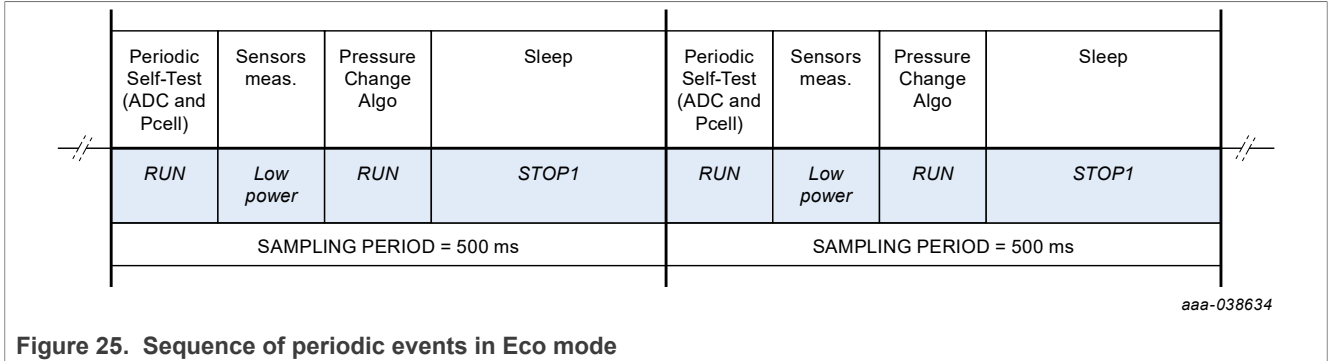 Periodic
Self-Test
(ADC and
Pcell)
Sensors
meas.
Pressure
Change
Algo
Sleep
Periodic
Self-Test
(ADC and
Pcell)
Sensors
meas.
Pressure
Change
Algo
Sleep
RUN
Low
power
RUN
STOP1
RUN
Low
power
RUN
STOP1
SAMPLING PERIOD = 500 ms
SAMPLING PERIOD = 500 ms
aaa-038634
Figure 25. Sequence of periodic events in Eco mode